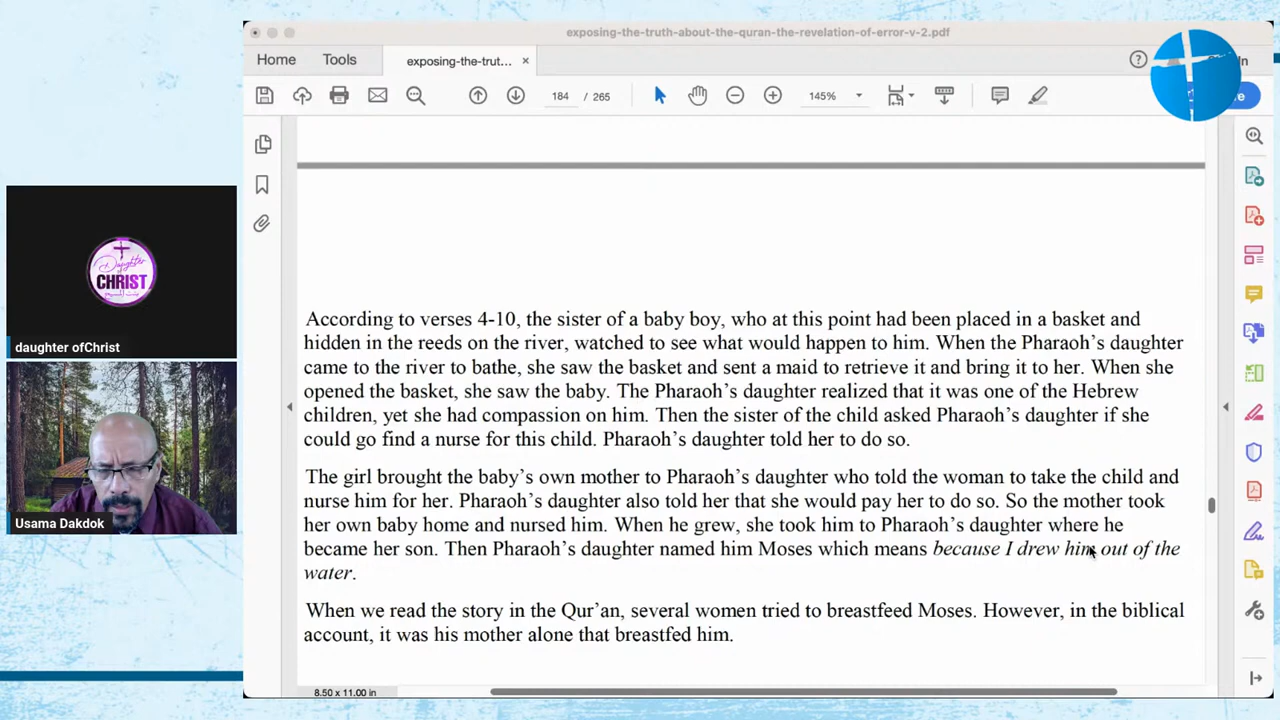 exposing-the-truth-about-the-quran-the-revelation-of-error-v-2.pdf
Home
Tools
exposing-the-trut...
184 / 265
145%
According to verses 4-10, the sister of a baby boy, who at this point had been placed in a basket and
hidden in the reeds on the river, watched to see what would happen to him. When the Pharaoh's daughter
came to the river to bathe, she saw the basket and sent a maid to retrieve it and bring it to her. When she
opened the basket, she saw the baby. The Pharaoh's daughter realized that it was one of the Hebrew
children, yet she had compassion on him. Then the sister of the child asked Pharaoh's daughter if she
could go find a nurse for this child. Pharaoh's daughter told her to do so.
The girl brought the baby's own mother to Pharaoh's daughter who told the woman to take the child and
nurse him for her. Pharaoh's daughter also told her that she would pay her to do so. So the mother took
her own baby home and nursed him. When he grew, she took him to Pharaoh's daughter where he
became her son. Then Pharaoh's daughter named him Moses which means because I drew him out of the
water.
When we read the story in the Qur'an, several women tried to breastfeed Moses. However, in the biblical
account, it was his mother alone that breastfed him.
8.50 x 11.00 in
Daughter
of
CHRIST
daughter ofChrist
Usama Dakdok